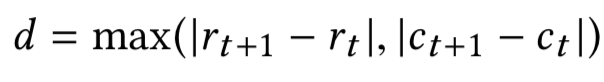 d = max(|r_{t+1} − r_t|, |c_{t+1} − c_t|)